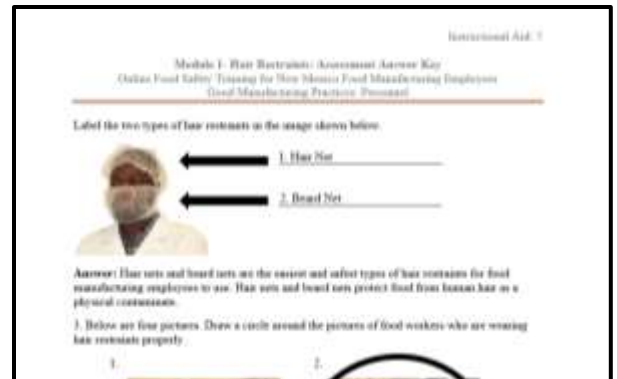 Instructional Aid: 7
Module 1- Hair Restraints: Assessment Answer Key
Online Food Safety Training for New Mexico Food Manufacturing Employees
Good Manufacturing Practices: Personnel
Label the two types of hair restraints in the image shown below.
1. Hair Net
2. Beard Net
Answer: Hair nets and beard nets are the easiest and safest types of hair restraints for food
manufacturing employees to use. Hair nets and beard nets protect food from human hair as a
physical contaminate.
3. Below are four pictures. Draw a circle around the pictures of food workers who are wearing
hair restraints properly.
1.
2.